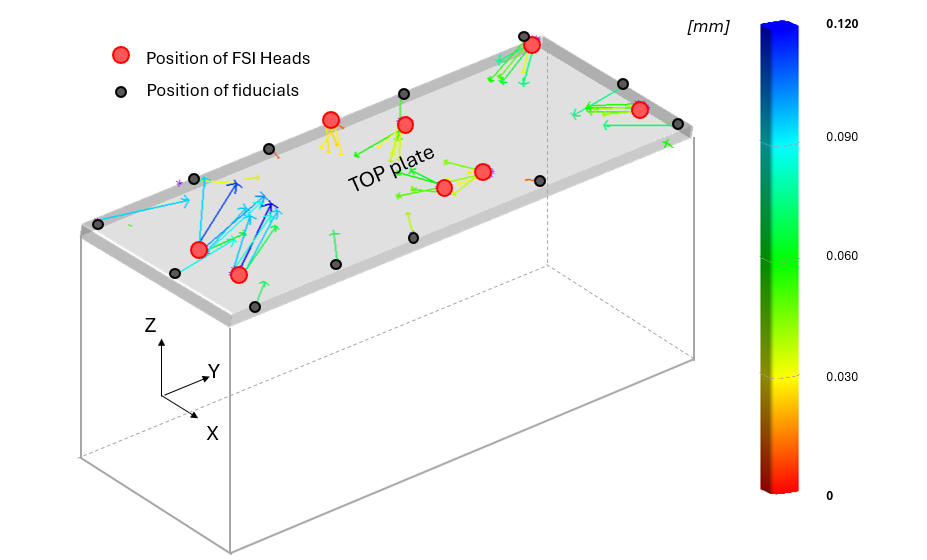 [mm]
0.120
Position of FSI Heads
Position of fiducials
0.090
TOP plate
0.060
Z
Y
0.030
X
0